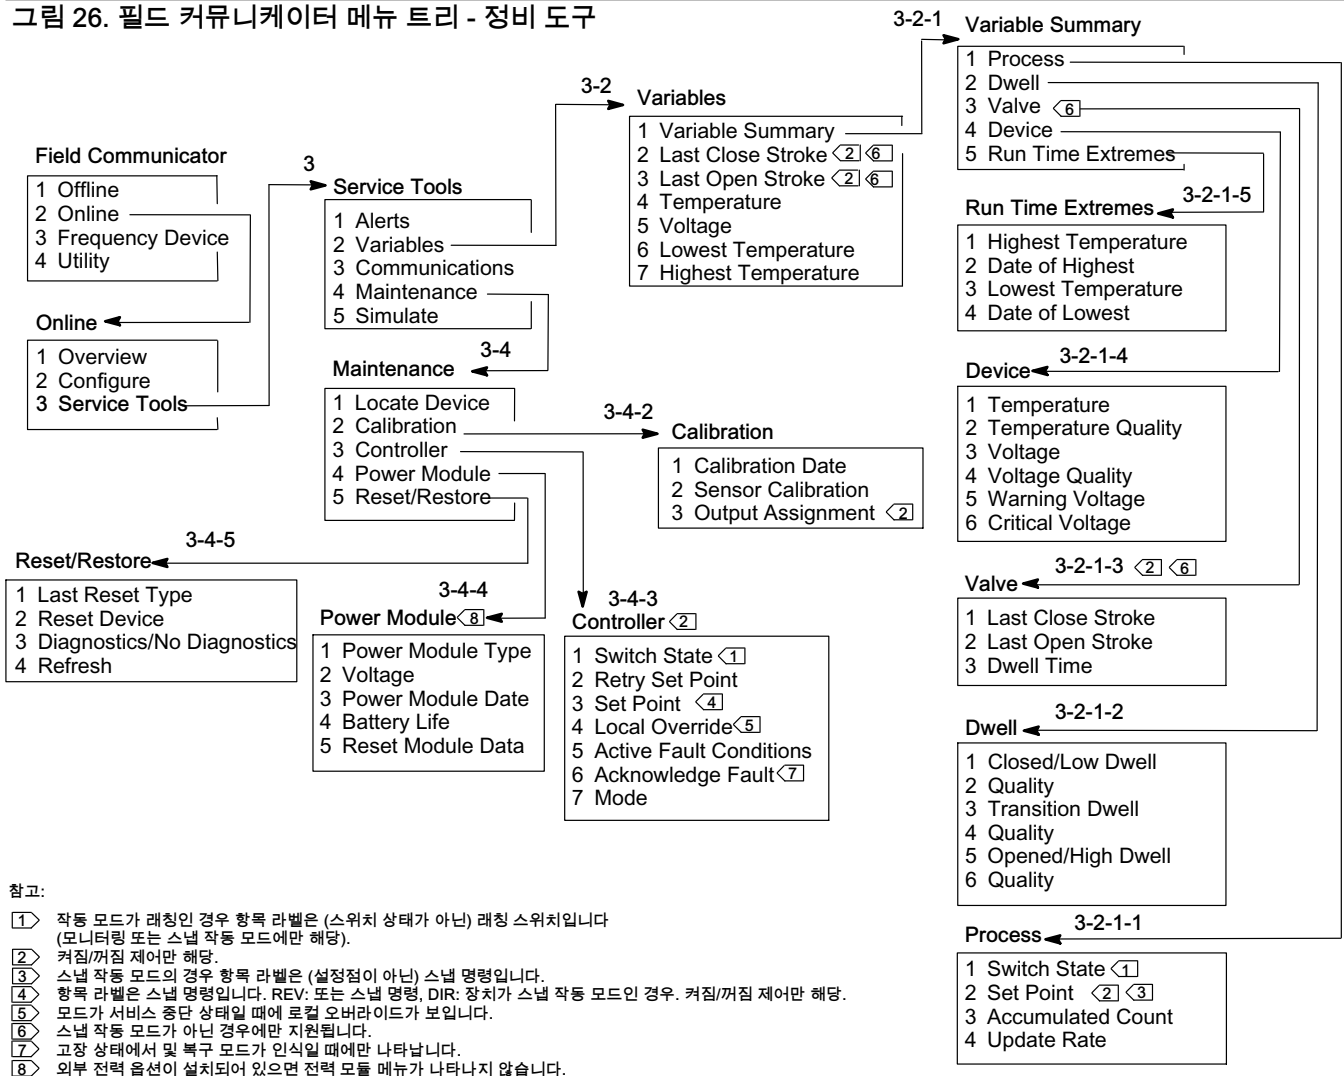 그림 26. 필드 커뮤니케이터 메뉴 트리 - 정비 도구
Field Communicator
1 Offline
2 Online
3 Frequency Device
4 Utility
Online
1 Overview
2 Configure
3 Service Tools
3
Service Tools
1 Alerts
2 Variables
3 Communications
4 Maintenance
5 Simulate
3-4
Maintenance
1 Locate Device
2 Calibration
3 Controller
4 Power Module
5 Reset/Restore
3-4-5
Reset/Restore
1 Last Reset Type
2 Reset Device
3 Diagnostics/No Diagnostics
4 Refresh
3-4-4
Power Module 8
1 Power Module Type
2 Voltage
3 Power Module Date
4 Battery Life
5 Reset Module Data
3-4-3
Controller 2
1 Switch State 1
2 Retry Set Point
3 Set Point 4
4 Local Override 5
5 Active Fault Conditions
6 Acknowledge Fault 7
7 Mode
3-4-2
Calibration
1 Calibration Date
2 Sensor Calibration
3 Output Assignment 2
3-2
Variables
1 Variable Summary
2 Last Close Stroke 2 6
3 Last Open Stroke 2 6
4 Temperature
5 Voltage
6 Lowest Temperature
7 Highest Temperature
3-2-1
Variable Summary
1 Process
2 Dwell
3 Valve 6
4 Device
5 Run Time Extremes
3-2-1-5
Run Time Extremes
1 Highest Temperature
2 Date of Highest
3 Lowest Temperature
4 Date of Lowest
3-2-1-4
Device
1 Temperature
2 Temperature Quality
3 Voltage
4 Voltage Quality
5 Warning Voltage
6 Critical Voltage
3-2-1-3 2 6
Valve
1 Last Close Stroke
2 Last Open Stroke
3 Dwell Time
3-2-1-2
Dwell
1 Closed/Low Dwell
2 Quality
3 Transition Dwell
4 Quality
5 Opened/High Dwell
6 Quality
3-2-1-1
Process
1 Switch State 1
2 Set Point 2 3
3 Accumulated Count
4 Update Rate
참고:
1 작동 모드가 래칭인 경우 항목 라벨은 (스위치 상태가 아닌) 래칭 스위치입니다
(모니터링 또는 스냅 작동 모드에만 해당).
2 켜짐/꺼짐 제어만 해당.
3 스냅 작동 모드의 경우 항목 라벨은 (설정점이 아닌) 스냅 명령입니다.
4 항목 라벨은 스냅 명령입니다. REV: 또는 스냅 명령, DIR: 장치가 스냅 작동 모드인 경우. 켜짐/꺼짐 제어만 해당.
5 모드가 서비스 중단 상태일 때에 로컬 오버라이드가 보입니다.
6 스냅 작동 모드가 아닌 경우에만 지원됩니다.
7 고장 상태에서 및 복구 모드가 인식일 때에만 나타납니다.
8 외부 전력 옵션이 설치되어 있으면 전력 모듈 메뉴가 나타나지 않습니다.